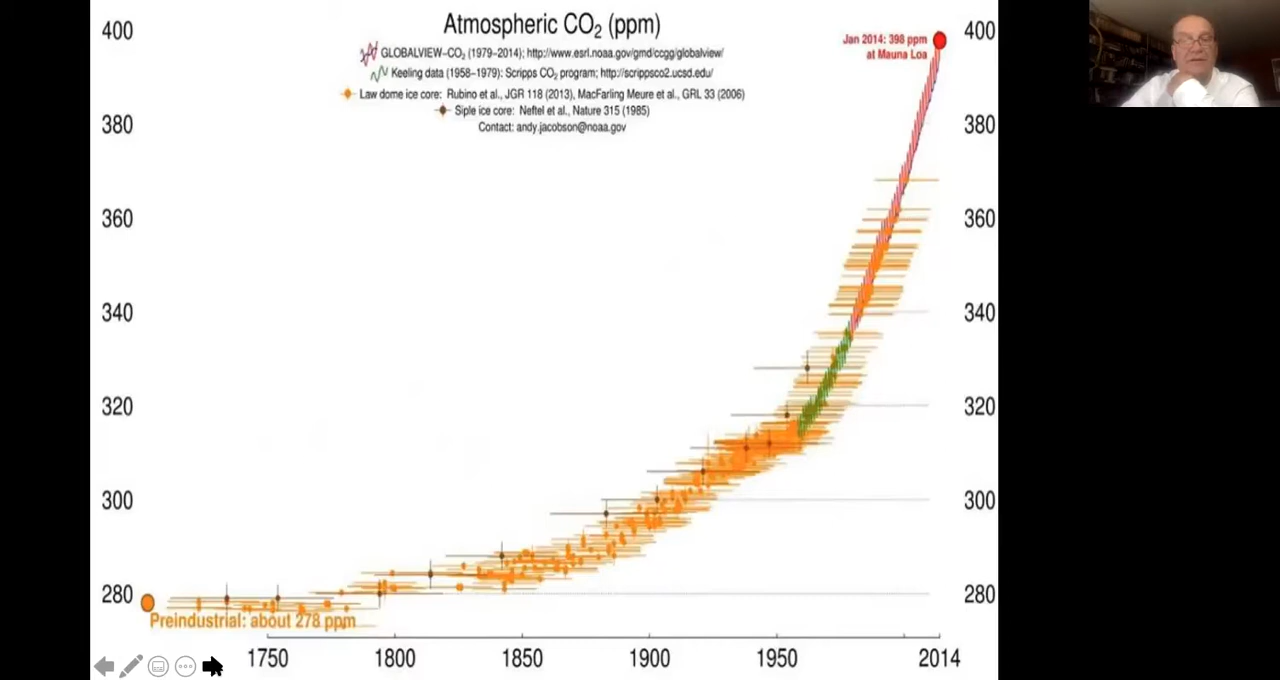 Atmospheric CO₂ (ppm)
GLOBALVIEW–CO₂ (1979–2014); http://www.esrl.noaa.gov/gmd/ccgg/globalview/
Keeling data (1958–1979): Scripps CO₂ program; http://scrippsco2.ucsd.edu/
Law dome ice core: Rubino et al., JGR 118 (2013), MacFarling Meure et al., GRL 33 (2006)
Siple ice core: Neftel et al., Nature 315 (1985)
Contact: andy.jacobson@noaa.gov
Jan 2014: 398 ppm
at Mauna Loa
400 400
380 380
360 360
340 340
320 320
300 300
280 280
Preindustrial: about 278 ppm
1750 1800 1850 1900 1950 2014